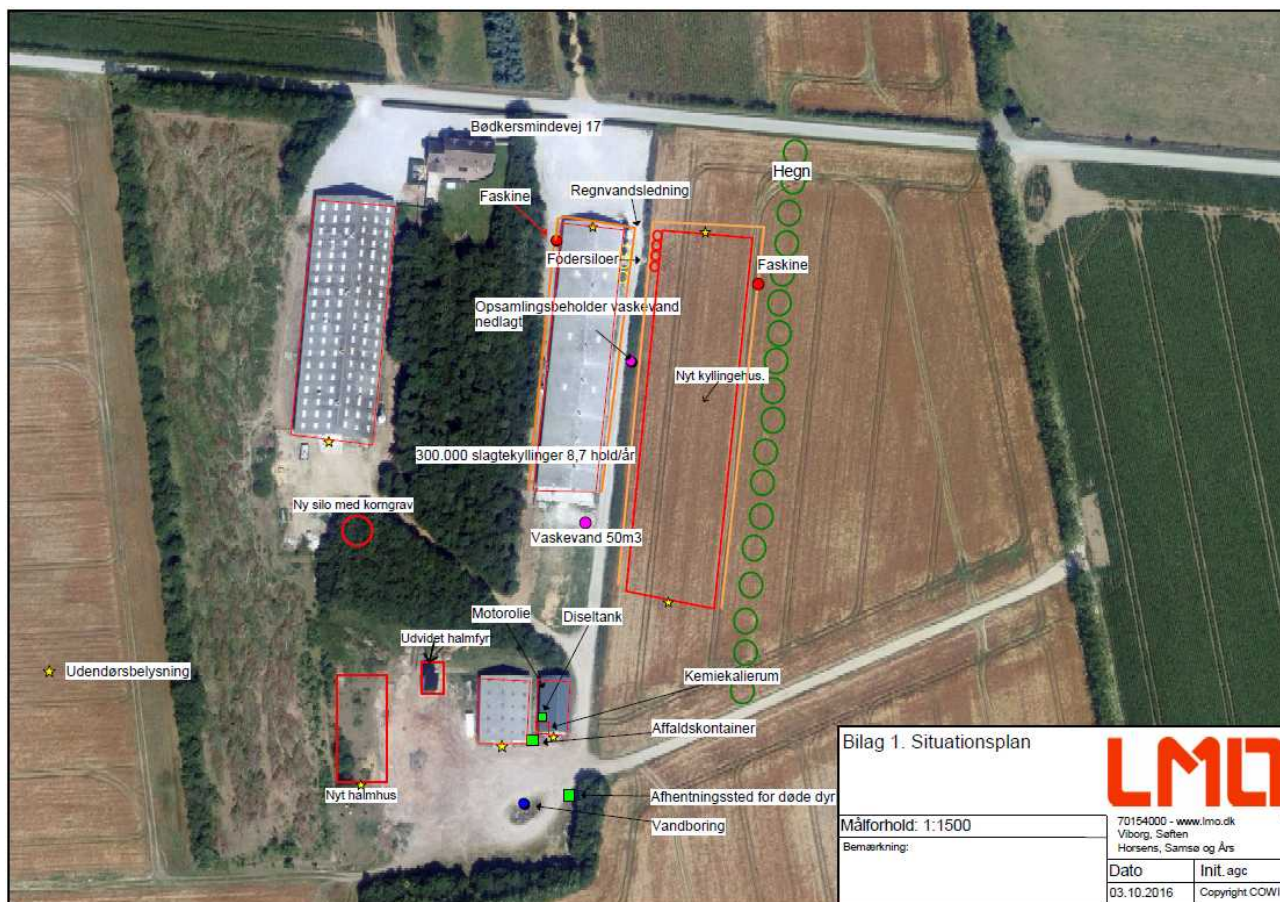 Bødkersmindevej 17
Hegn
Regnvandsledning
Faskine
Fodersiloer
Faskine
Opsamlingsbeholder vaskevand
nedlagt
Nyt kyllingehus.
300.000 slagtekyllinger 8,7 hold/år
Ny silo med korngrav
Vaskevand 50m3
Motorolie
Diseltank
Udvidet halmfyr
Udendørsbelysning
Kemiekalierum
Affaldskontainer
Nyt halmhus
Afhentningssted for døde dyr
Vandboring
Bilag 1. Situationsplan
LMO
Målforhold: 1:1500
Bemærkning:
70154000 - www.lmo.dk
Viborg, Søften
Horsens, Samsø og Års
Dato
Init. agc
03.10.2016
Copyright COWI